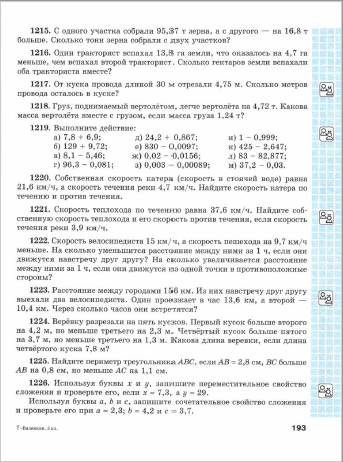 1215. С одного участка собрали 95,37 т зерна, а с другого — на 16,8 т
больше. Сколько тонн зерна собрали с двух участков?
1216. Один тракторист вспахал 13,8 га земли, что оказалось на 4,7 га
меньше, чем вспахал второй тракторист. Сколько гектаров земли вспахали
оба тракториста вместе?
1217. От куска провода длиной 30 м отрезали 4,75 м. Сколько метров
провода осталось в куске?
1218. Груз, поднимаемый вертолётом, легче вертолёта на 4,72 т. Какова
масса вертолёта вместе с грузом, если масса груза 1,24 т?
1219. Выполните действие:
а) 7,8 + 6,9; д) 24,2 + 0,867; и) 1 – 0,999;
б) 129 + 9,72; е) 830 – 0,0097; к) 425 – 2,647;
в) 8,1 – 5,46; ж) 0,02 – 0,0156; л) 83 – 82,877;
г) 96,3 – 0,081; з) 0,003 – 0,00089; м) 37,2 – 0,03.
1220. Собственная скорость катера (скорость в стоячей воде) равна
21,6 км/ч, а скорость течения реки 4,7 км/ч. Найдите скорость катера по
течению и против течения.
1221. Скорость теплохода по течению равна 37,6 км/ч. Найдите соб-
ственную скорость теплохода и его скорость против течения, если скорость
течения реки 3,9 км/ч.
1222. Скорость велосипедиста 15 км/ч, а скорость пешехода на 9,7 км/ч
меньше. На сколько уменьшится расстояние между ними за 1 ч, если они
движутся навстречу друг другу? На сколько увеличивается расстояние
между ними за 1 ч, если они движутся из одной точки в противоположные
стороны?
1223. Расстояние между городами 156 км. Из них навстречу друг другу
выехали два велосипедиста. Один проезжает в час 13,6 км, а второй —
10,4 км. Через сколько часов они встретятся?
1224. Верёвку разрезали на пять кусков. Первый кусок больше второго
на 4,2 м, но меньше третьего на 2,3 м. Четвёртый кусок больше пятого
на 3,7 м, но меньше третьего на 1,3 м. Какова длина верёвки, если длина
четвёртого куска 7,8 м?
1225. Найдите периметр треугольника ABC, если AB = 2,8 см, BC больше
AB на 0,8 см, но меньше AC на 1,1 см.
1226. Используя буквы x и y, запишите переместительное свойство
сложения и проверьте его, если x = 7,3, а y = 29.
Используя буквы a, b и c, запишите сочетательное свойство сложения
и проверьте его при a = 2,3; b = 4,2 и c = 3,7.
7–Виленкин, 5 кл.
193